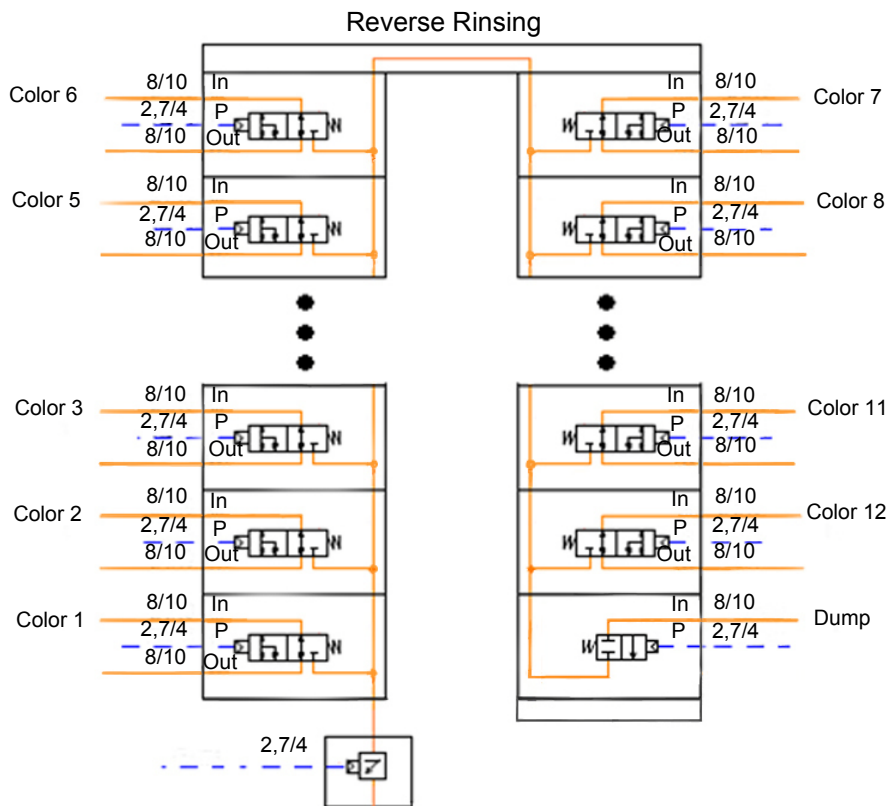 Reverse Rinsing
Color 6
8/10
In
2,7/4
P
8/10
Out
In
8/10
Color 7
P
2,7/4
Out
8/10
Color 5
8/10
In
2,7/4
P
8/10
Out
In
8/10
Color 8
P
2,7/4
Out
8/10
Color 3
8/10
In
2,7/4
P
8/10
Out
In
8/10
Color 11
P
2,7/4
Out
8/10
Color 2
8/10
In
2,7/4
P
8/10
Out
In
8/10
Color 12
P
2,7/4
Out
8/10
Color 1
8/10
In
2,7/4
P
8/10
Out
In
8/10
Dump
P
2,7/4
2,7/4